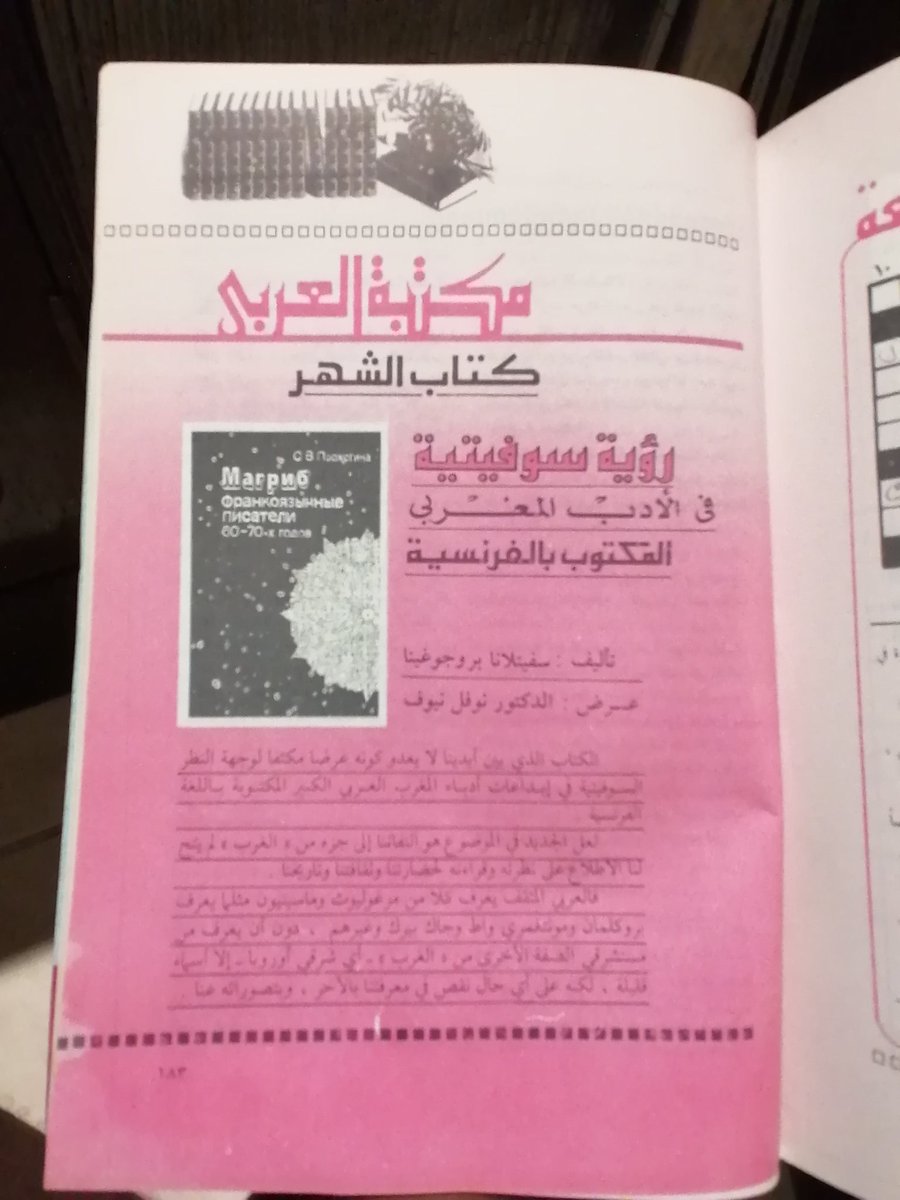 مكتبة العربي
كتاب الشهر
С В Прожогина
Магриб
Франкоязычные
писатели
60-70-х годов
رؤية سوفيتية
في الأدب المغربي
المكتوب بالفرنسية
تأليف : سفيتلانا بروجوغينا
عرض : الدكتور نوفل نيوف
الكتاب الذي بين أيدينا لا يعدو كونه عرضا مكثفا لوجهة النظر
السوفيتية في إبداعات أدباء المغرب العربي الكبير المكتوبة باللغة
الفرنسية
لعل الجديد في الموضوع هو التفاتنا إلى جزء من « الغرب » لم يتح
لنا الاطلاع على نظرته وقراءته لحضارتنا وثقافتنا وتاريخنا .
فالعربي المثقف يعرف كلا من مرغوليوث وماسينيون مثلما يعرف
بروكلمان ومونتغمري واط وجاك بيرك وغيرهم ، دون أن يعرف من
مستشرقي الضفة الأخرى من « الغرب » - أي شرقي أوروبا - إلا أسماء
قليلة ، لكنه على أي حال نقص في معرفتنا بالآخر ، وبتصوراته عنا .
١٨٣
عة
١٠